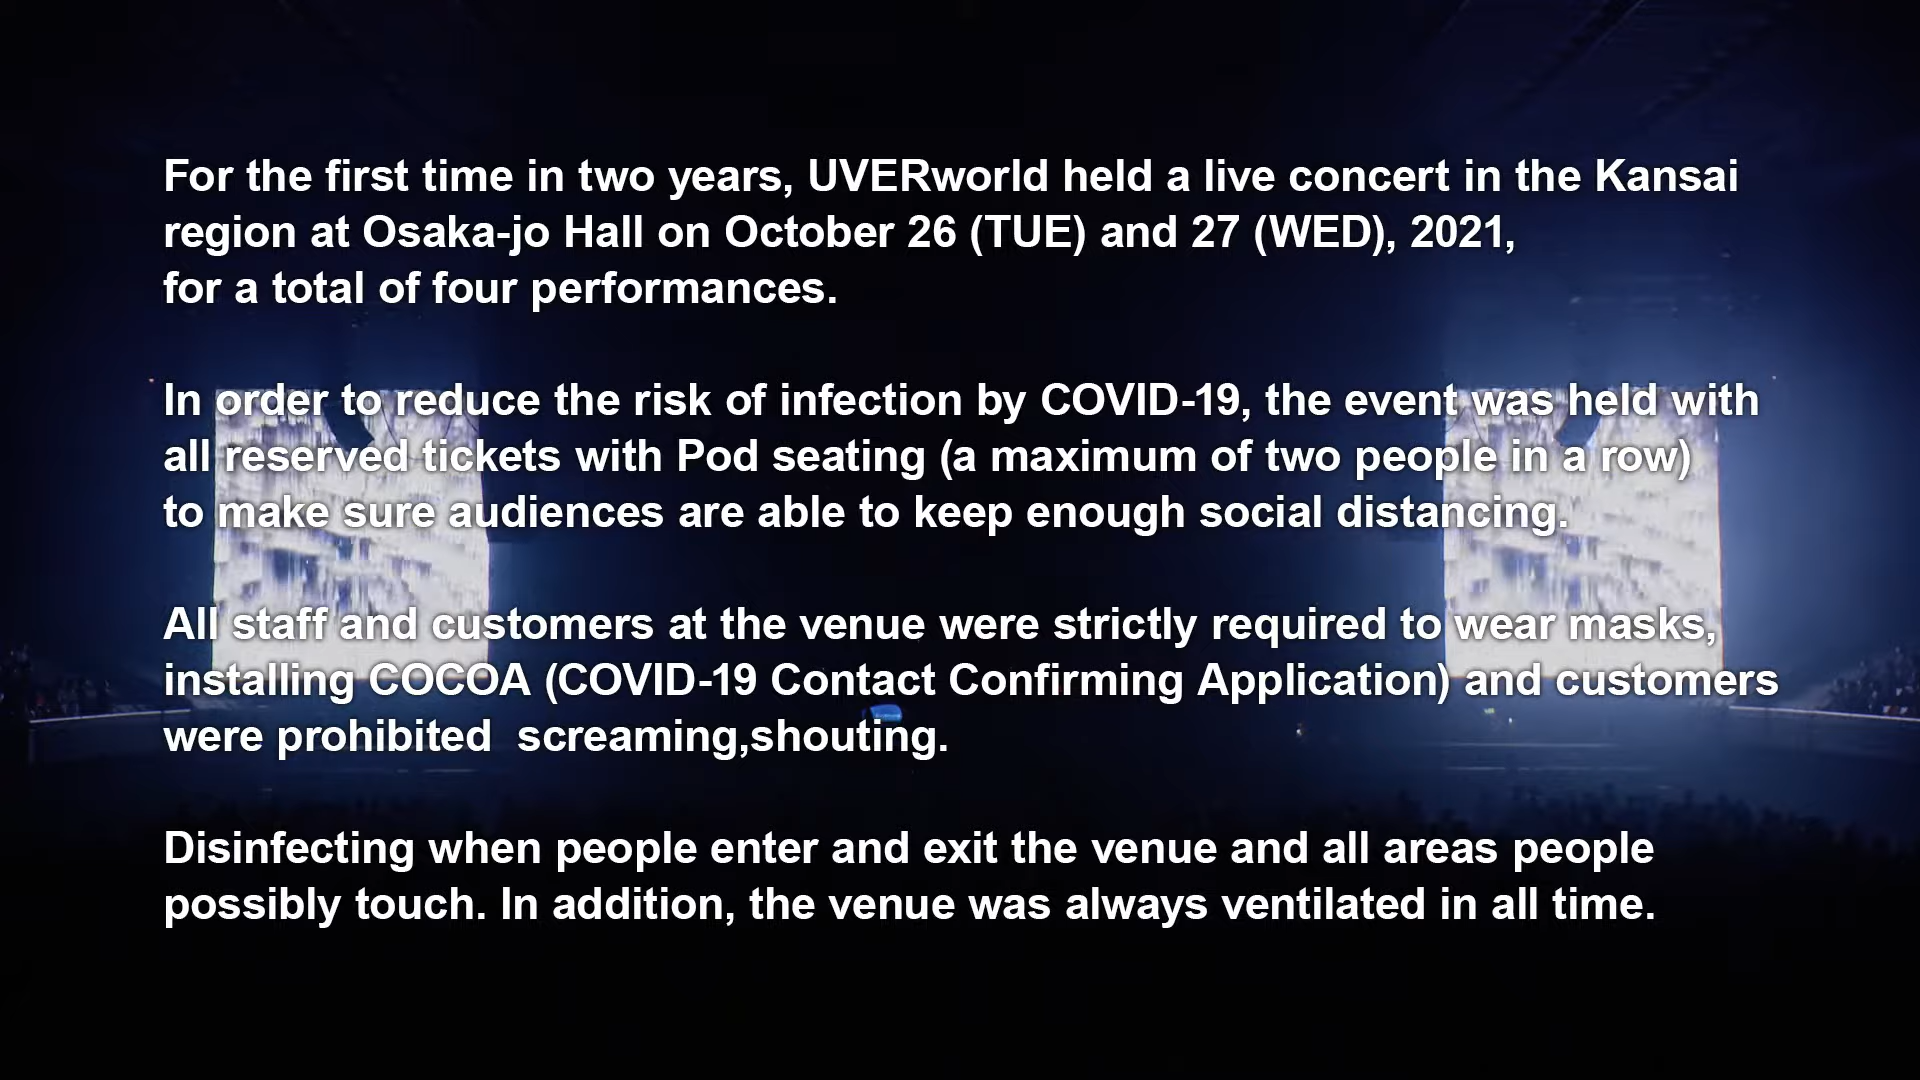 For the first time in two years, UVERworld held a live concert in the Kansai
region at Osaka-jo Hall on October 26 (TUE) and 27 (WED), 2021,
for a total of four performances.
In order to reduce the risk of infection by COVID-19, the event was held with
all reserved tickets with Pod seating (a maximum of two people in a row)
to make sure audiences are able to keep enough social distancing.
All staff and customers at the venue were strictly required to wear masks,
installing COCOA (COVID-19 Contact Confirming Application) and customers
were prohibited  screaming,shouting.
Disinfecting when people enter and exit the venue and all areas people
possibly touch. In addition, the venue was always ventilated in all time.